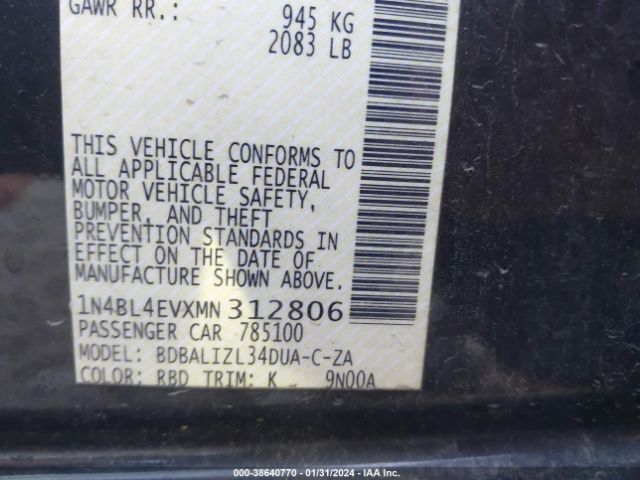 GAWR RR.: 945 KG
2083 LB
THIS VEHICLE CONFORMS TO
ALL APPLICABLE FEDERAL
MOTOR VEHICLE SAFETY,
BUMPER, AND THEFT
PREVENTION STANDARDS IN
EFFECT ON THE DATE OF
MANUFACTURE SHOWN ABOVE.
1N4BL4EVXMN312806
PASSENGER CAR 785100
MODEL: BDBALIZL34DUA-C-ZA
COLOR: RBD TRIM: K 9N00A
000-38640770 - 01/31/2024 - IAA Inc.